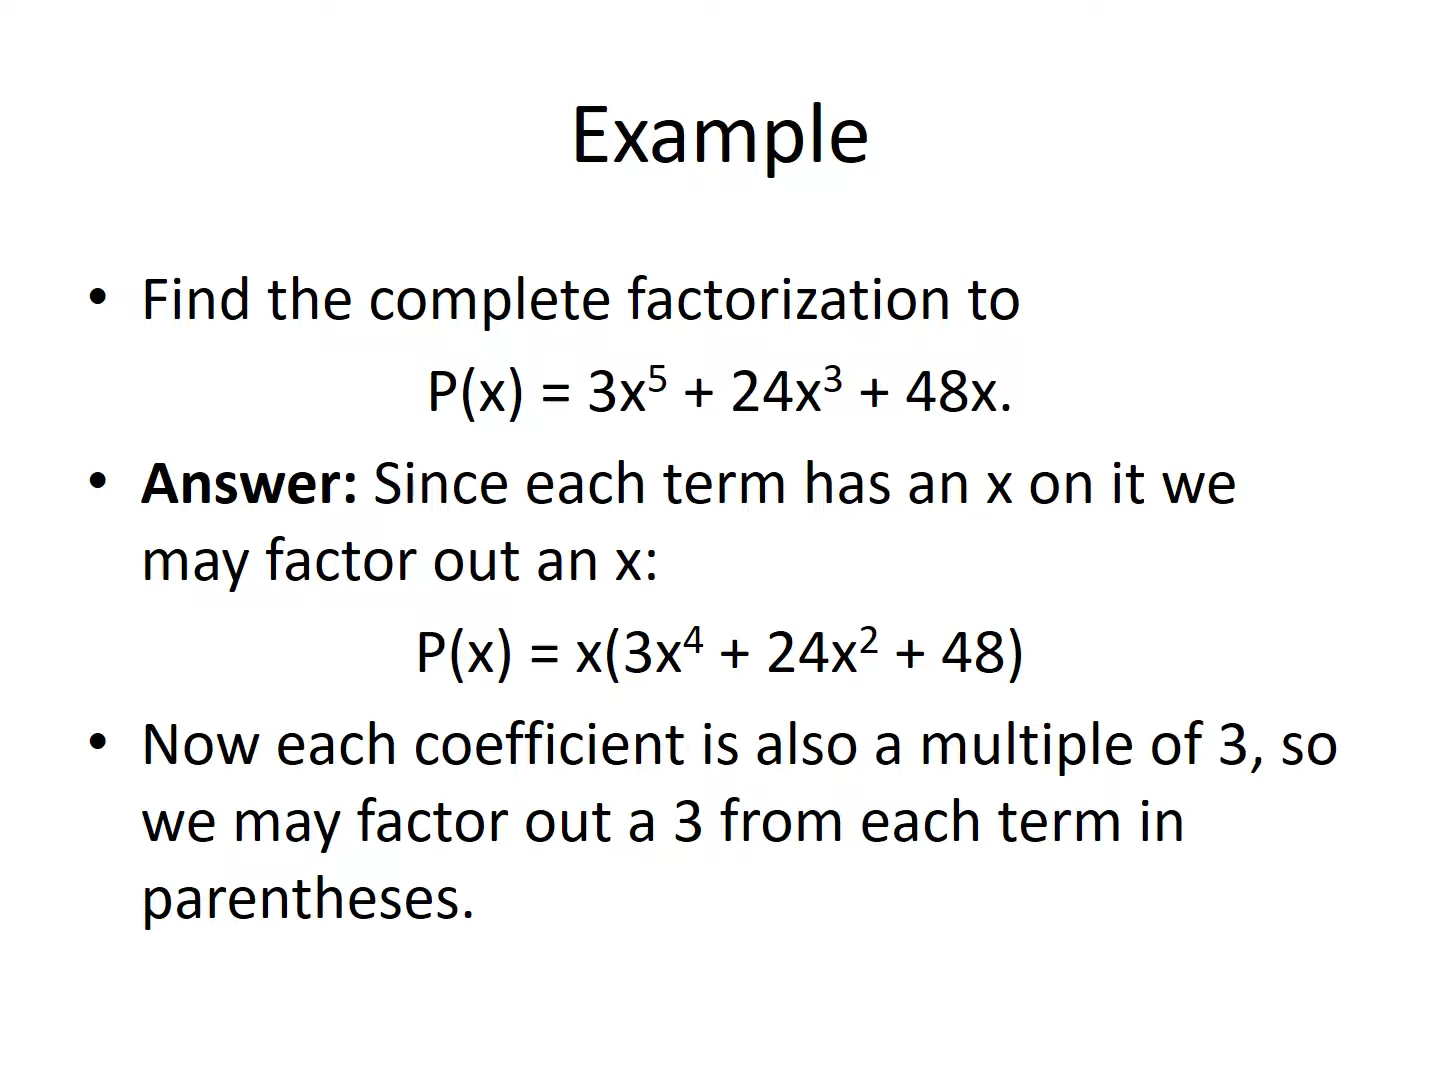 Example
• Find the complete factorization to
P(x) = 3x⁵ + 24x³ + 48x.
• Answer: Since each term has an x on it we
may factor out an x:
P(x) = x(3x⁴ + 24x² + 48)
• Now each coefficient is also a multiple of 3, so
we may factor out a 3 from each term in
parentheses.